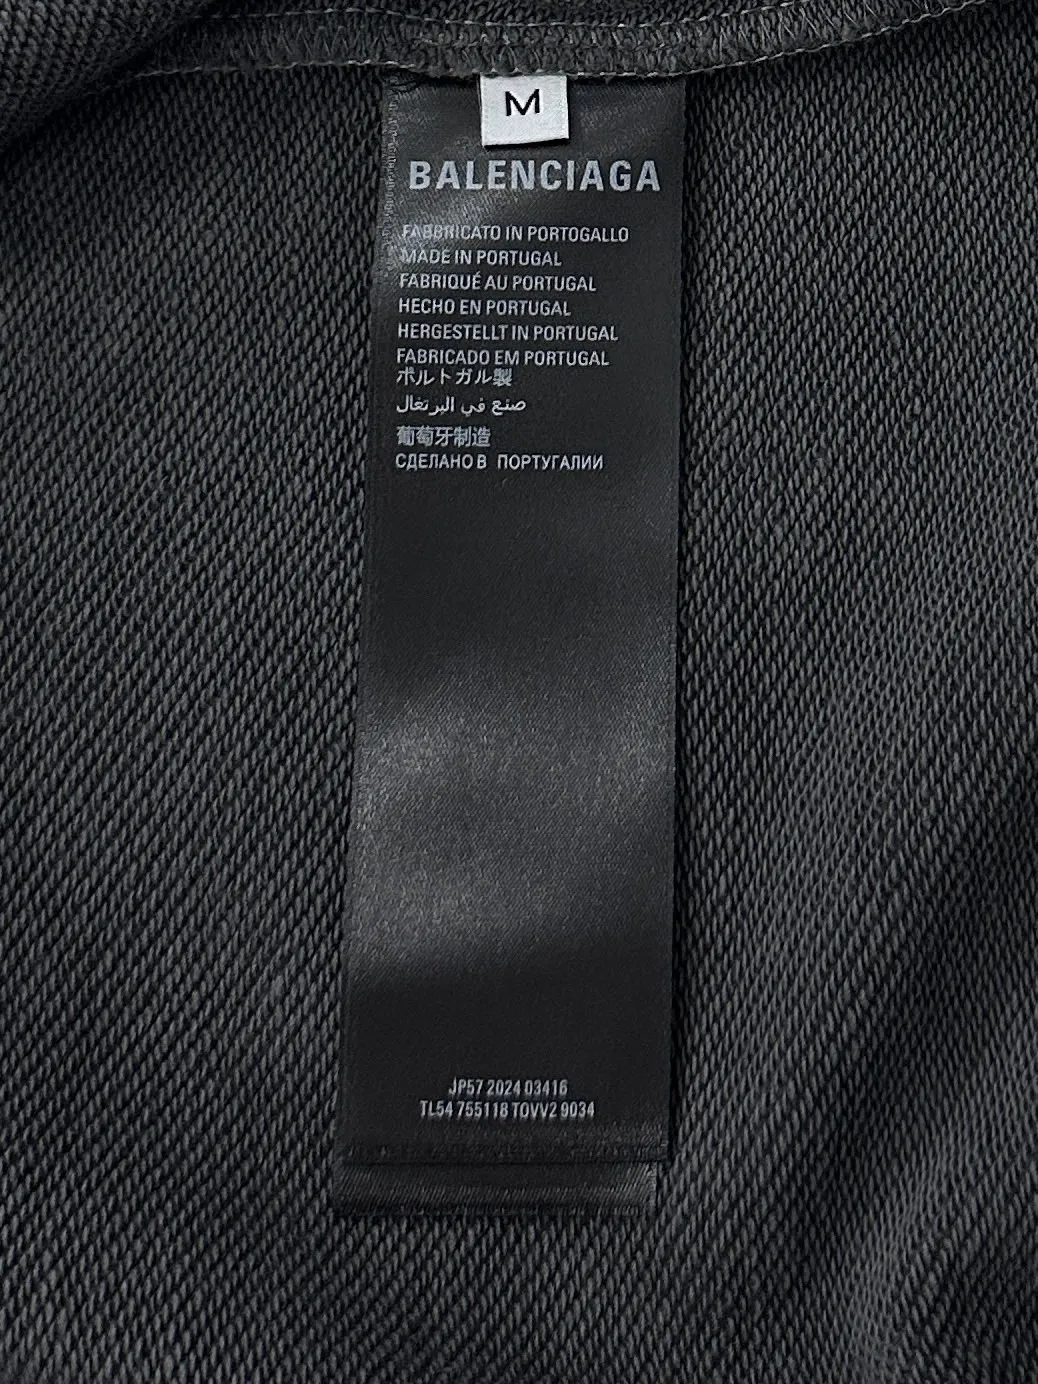 M
BALENCIAGA
FABBRICATO IN PORTOGALLO
MADE IN PORTUGAL
FABRIQUÉ AU PORTUGAL
HECHO EN PORTUGAL
HERGESTELLT IN PORTUGAL
FABRICADO EM PORTUGAL
ポルトガル製
صنع في البرتغال
葡萄牙制造
СДЕЛАНО В ПОРТУГАЛИИ
JP57 2024 03416
TL54 755118 TOVV2 9034